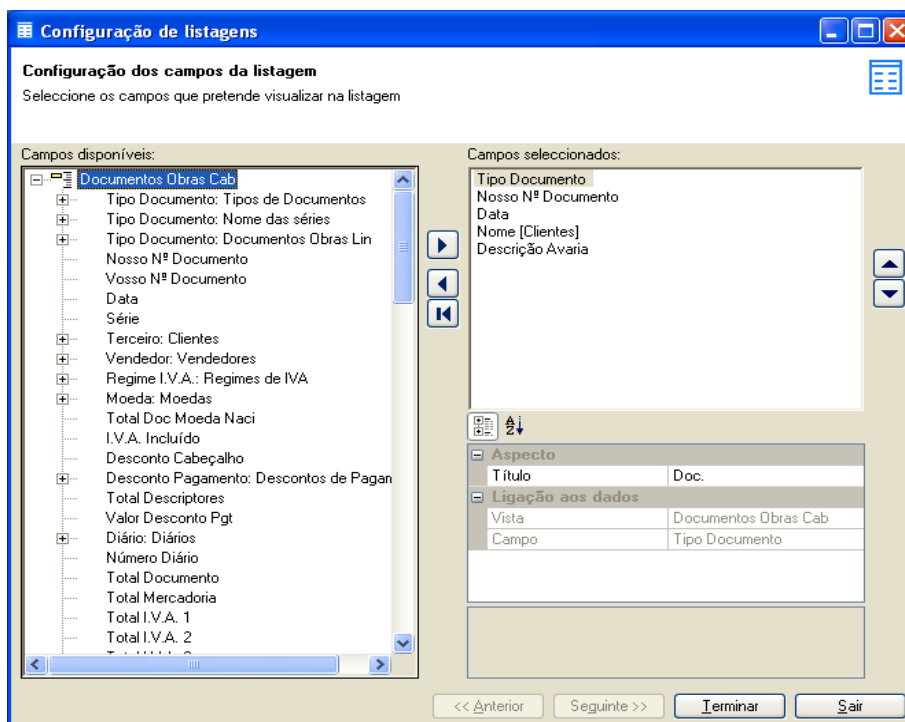 Configuração de listagens
Configuração dos campos da listagem
Seleccione os campos que pretende visualizar na listagem
Campos disponíveis:
Documentos Obras Cab
Tipo Documento: Tipos de Documentos
Tipo Documento: Nome das séries
Tipo Documento: Documentos Obras Lin
Nosso Nº Documento
Vosso Nº Documento
Data
Série
Terceiro: Clientes
Vendedor: Vendedores
Regime I.V.A.: Regimes de IVA
Moeda: Moedas
Total Doc Moeda Naci
I.V.A. Incluído
Desconto Cabeçalho
Desconto Pagamento: Descontos de Pagan
Total Descriptores
Valor Desconto Pgt
Diário: Diários
Número Diário
Total Documento
Total Mercadoria
Total I.V.A. 1
Total I.V.A. 2
Campos seleccionados:
Tipo Documento
Nosso Nº Documento
Data
Nome [Clientes]
Descrição Avaria
Aspecto
Título Doc.
Ligação aos dados
Vista Documentos Obras Cab
Campo Tipo Documento
<< Anterior Seguinte >> Terminar Sair